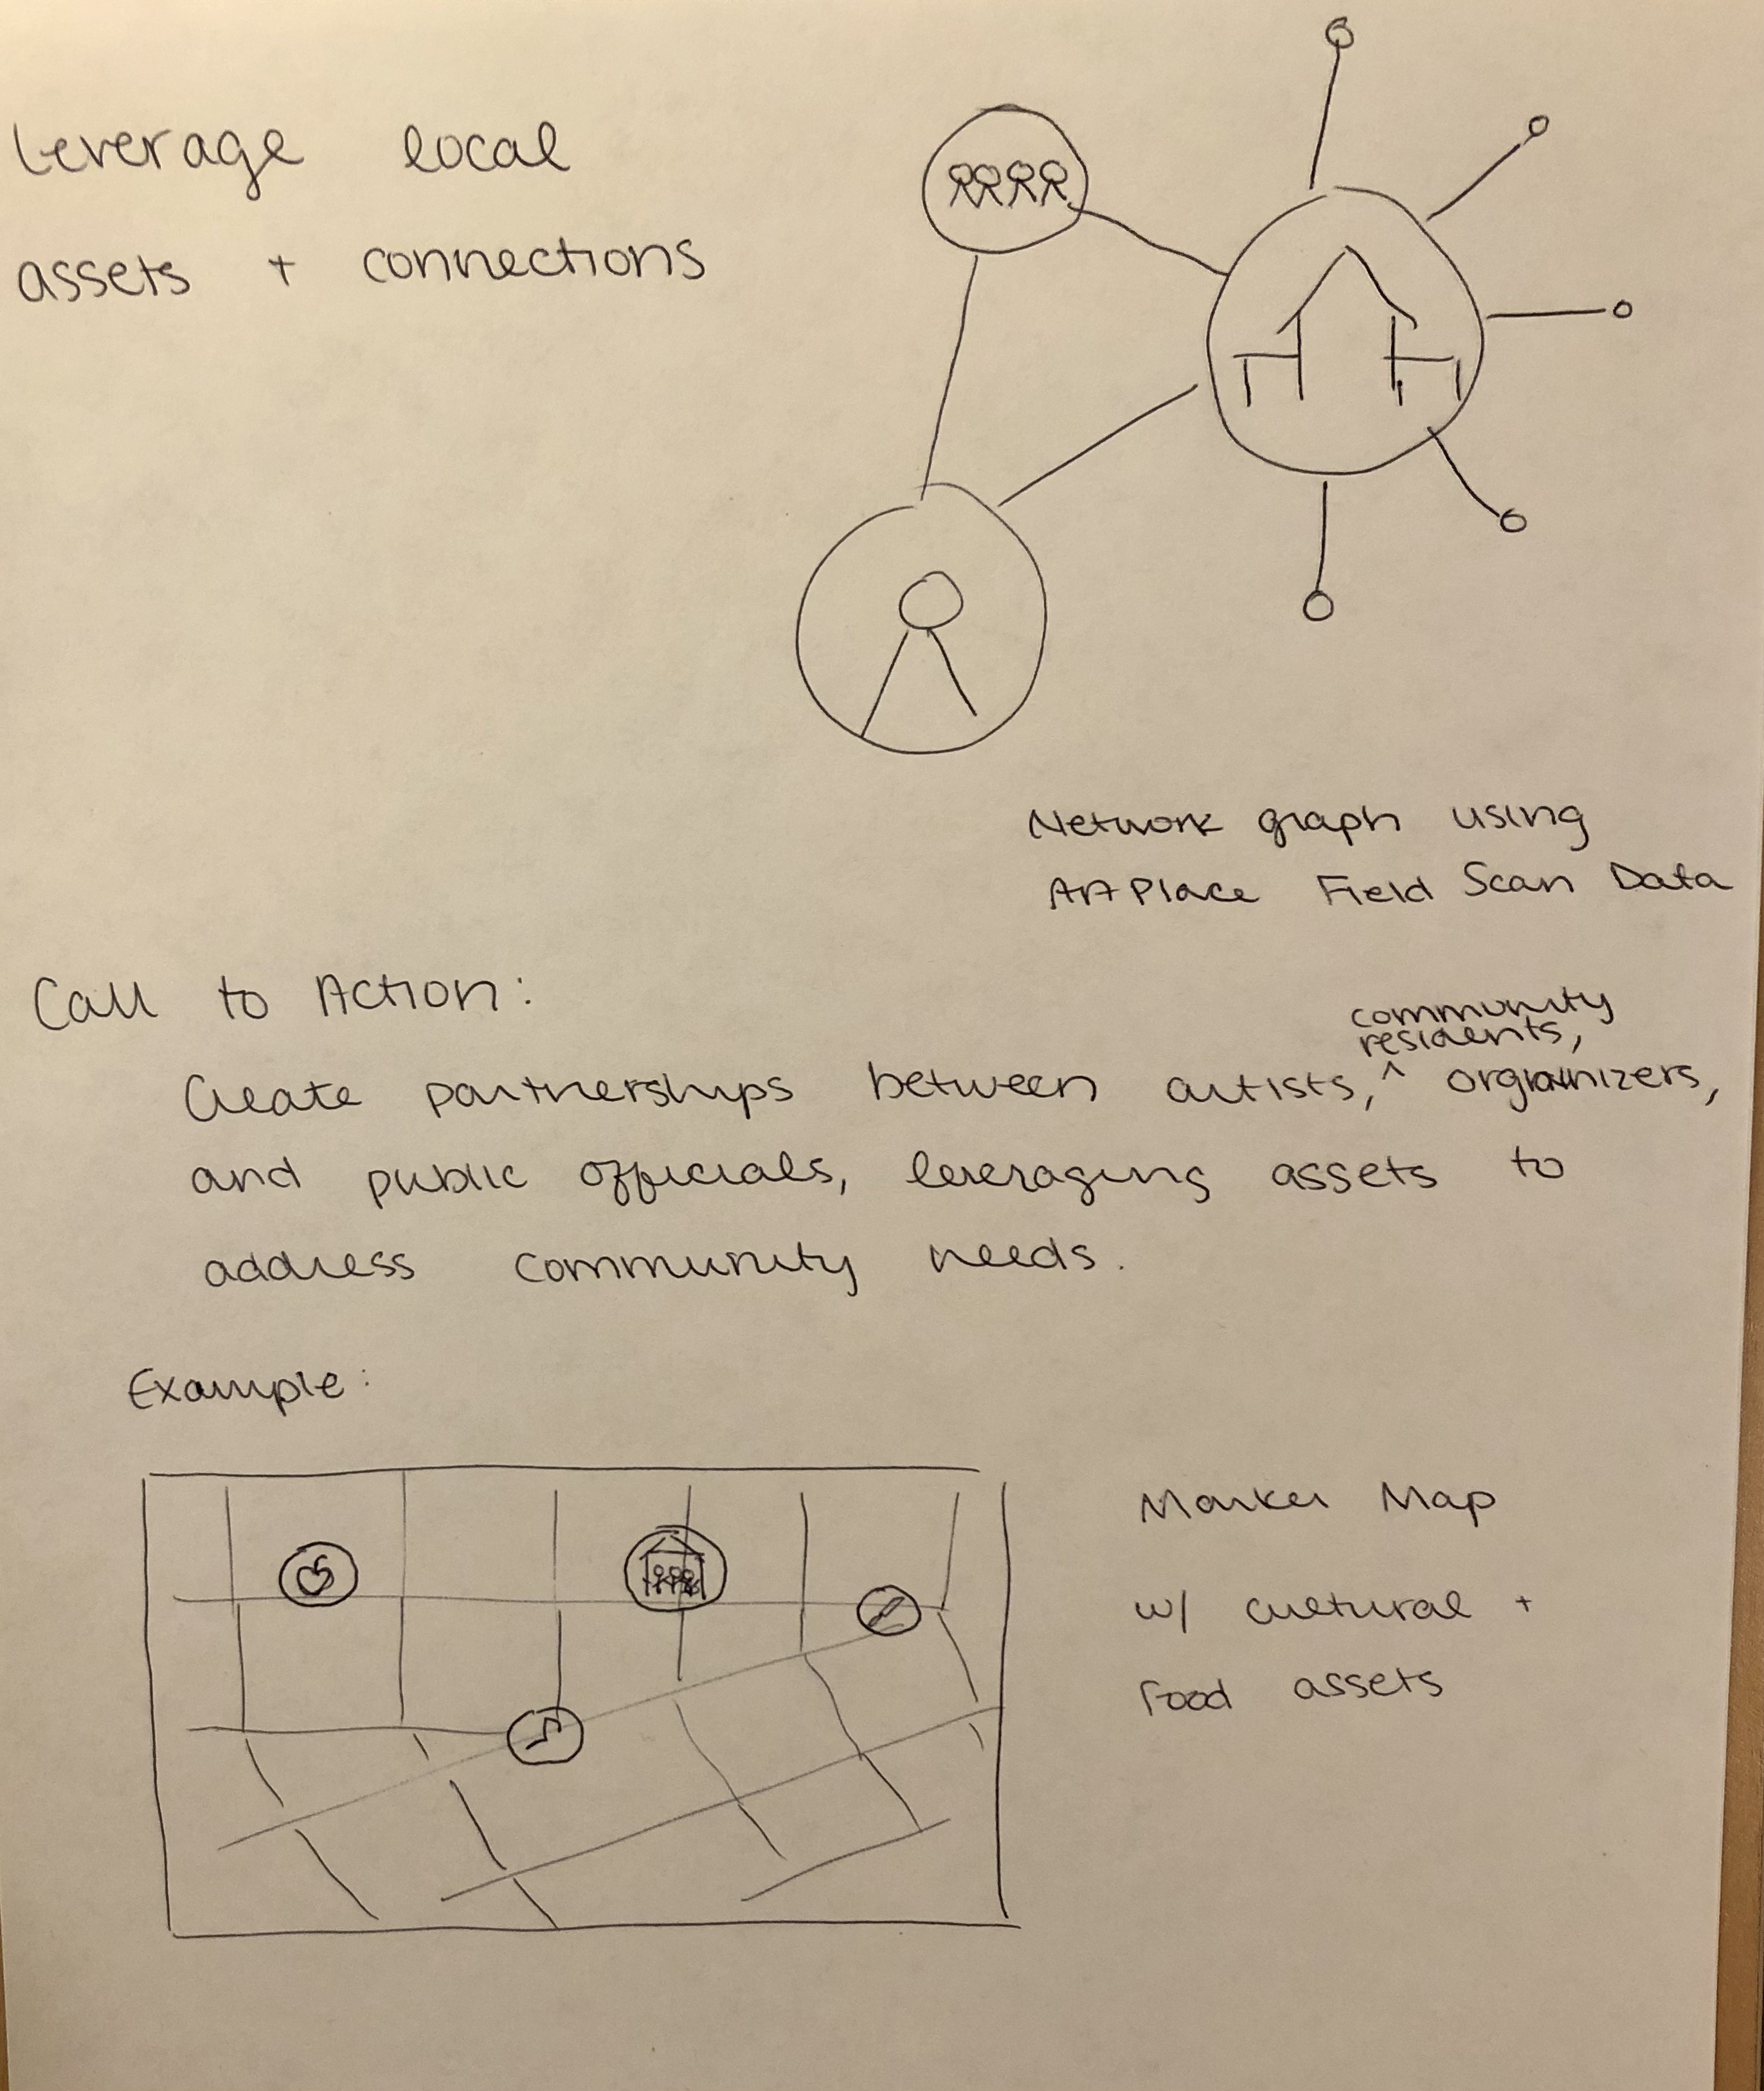 Leverage local
assets + connections
Network graph using
ArtPlace Field Scan Data
Call to Action:
community
residents,
Create partnerships between artists, ^ organizers,
and public officials, leveraging assets to
address community needs.
Example:
Marker Map
w/ cultural +
food assets